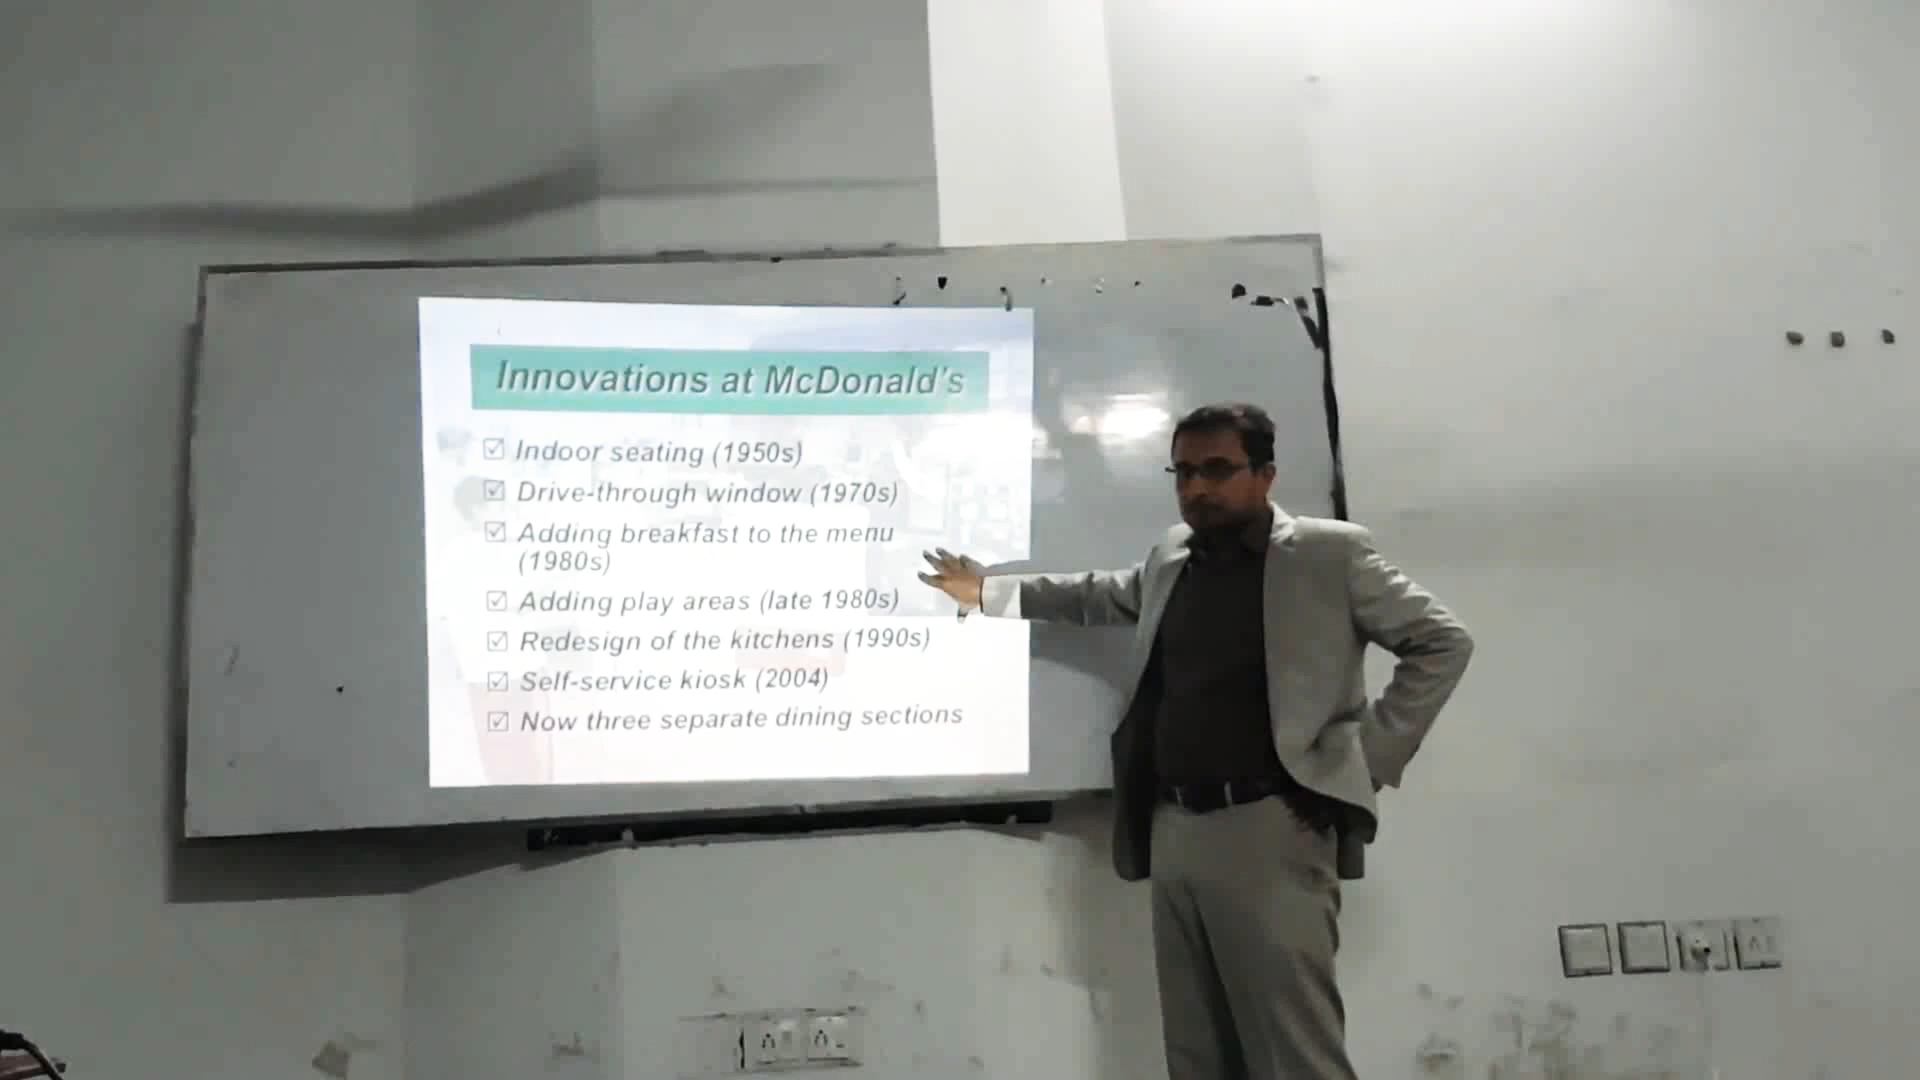 Innovations at McDonald's
☑ Indoor seating (1950s)
☑ Drive-through window (1970s)
☑ Adding breakfast to the menu
(1980s)
☑ Adding play areas (late 1980s)
☑ Redesign of the kitchens (1990s)
☑ Self-service kiosk (2004)
☑ Now three separate dining sections